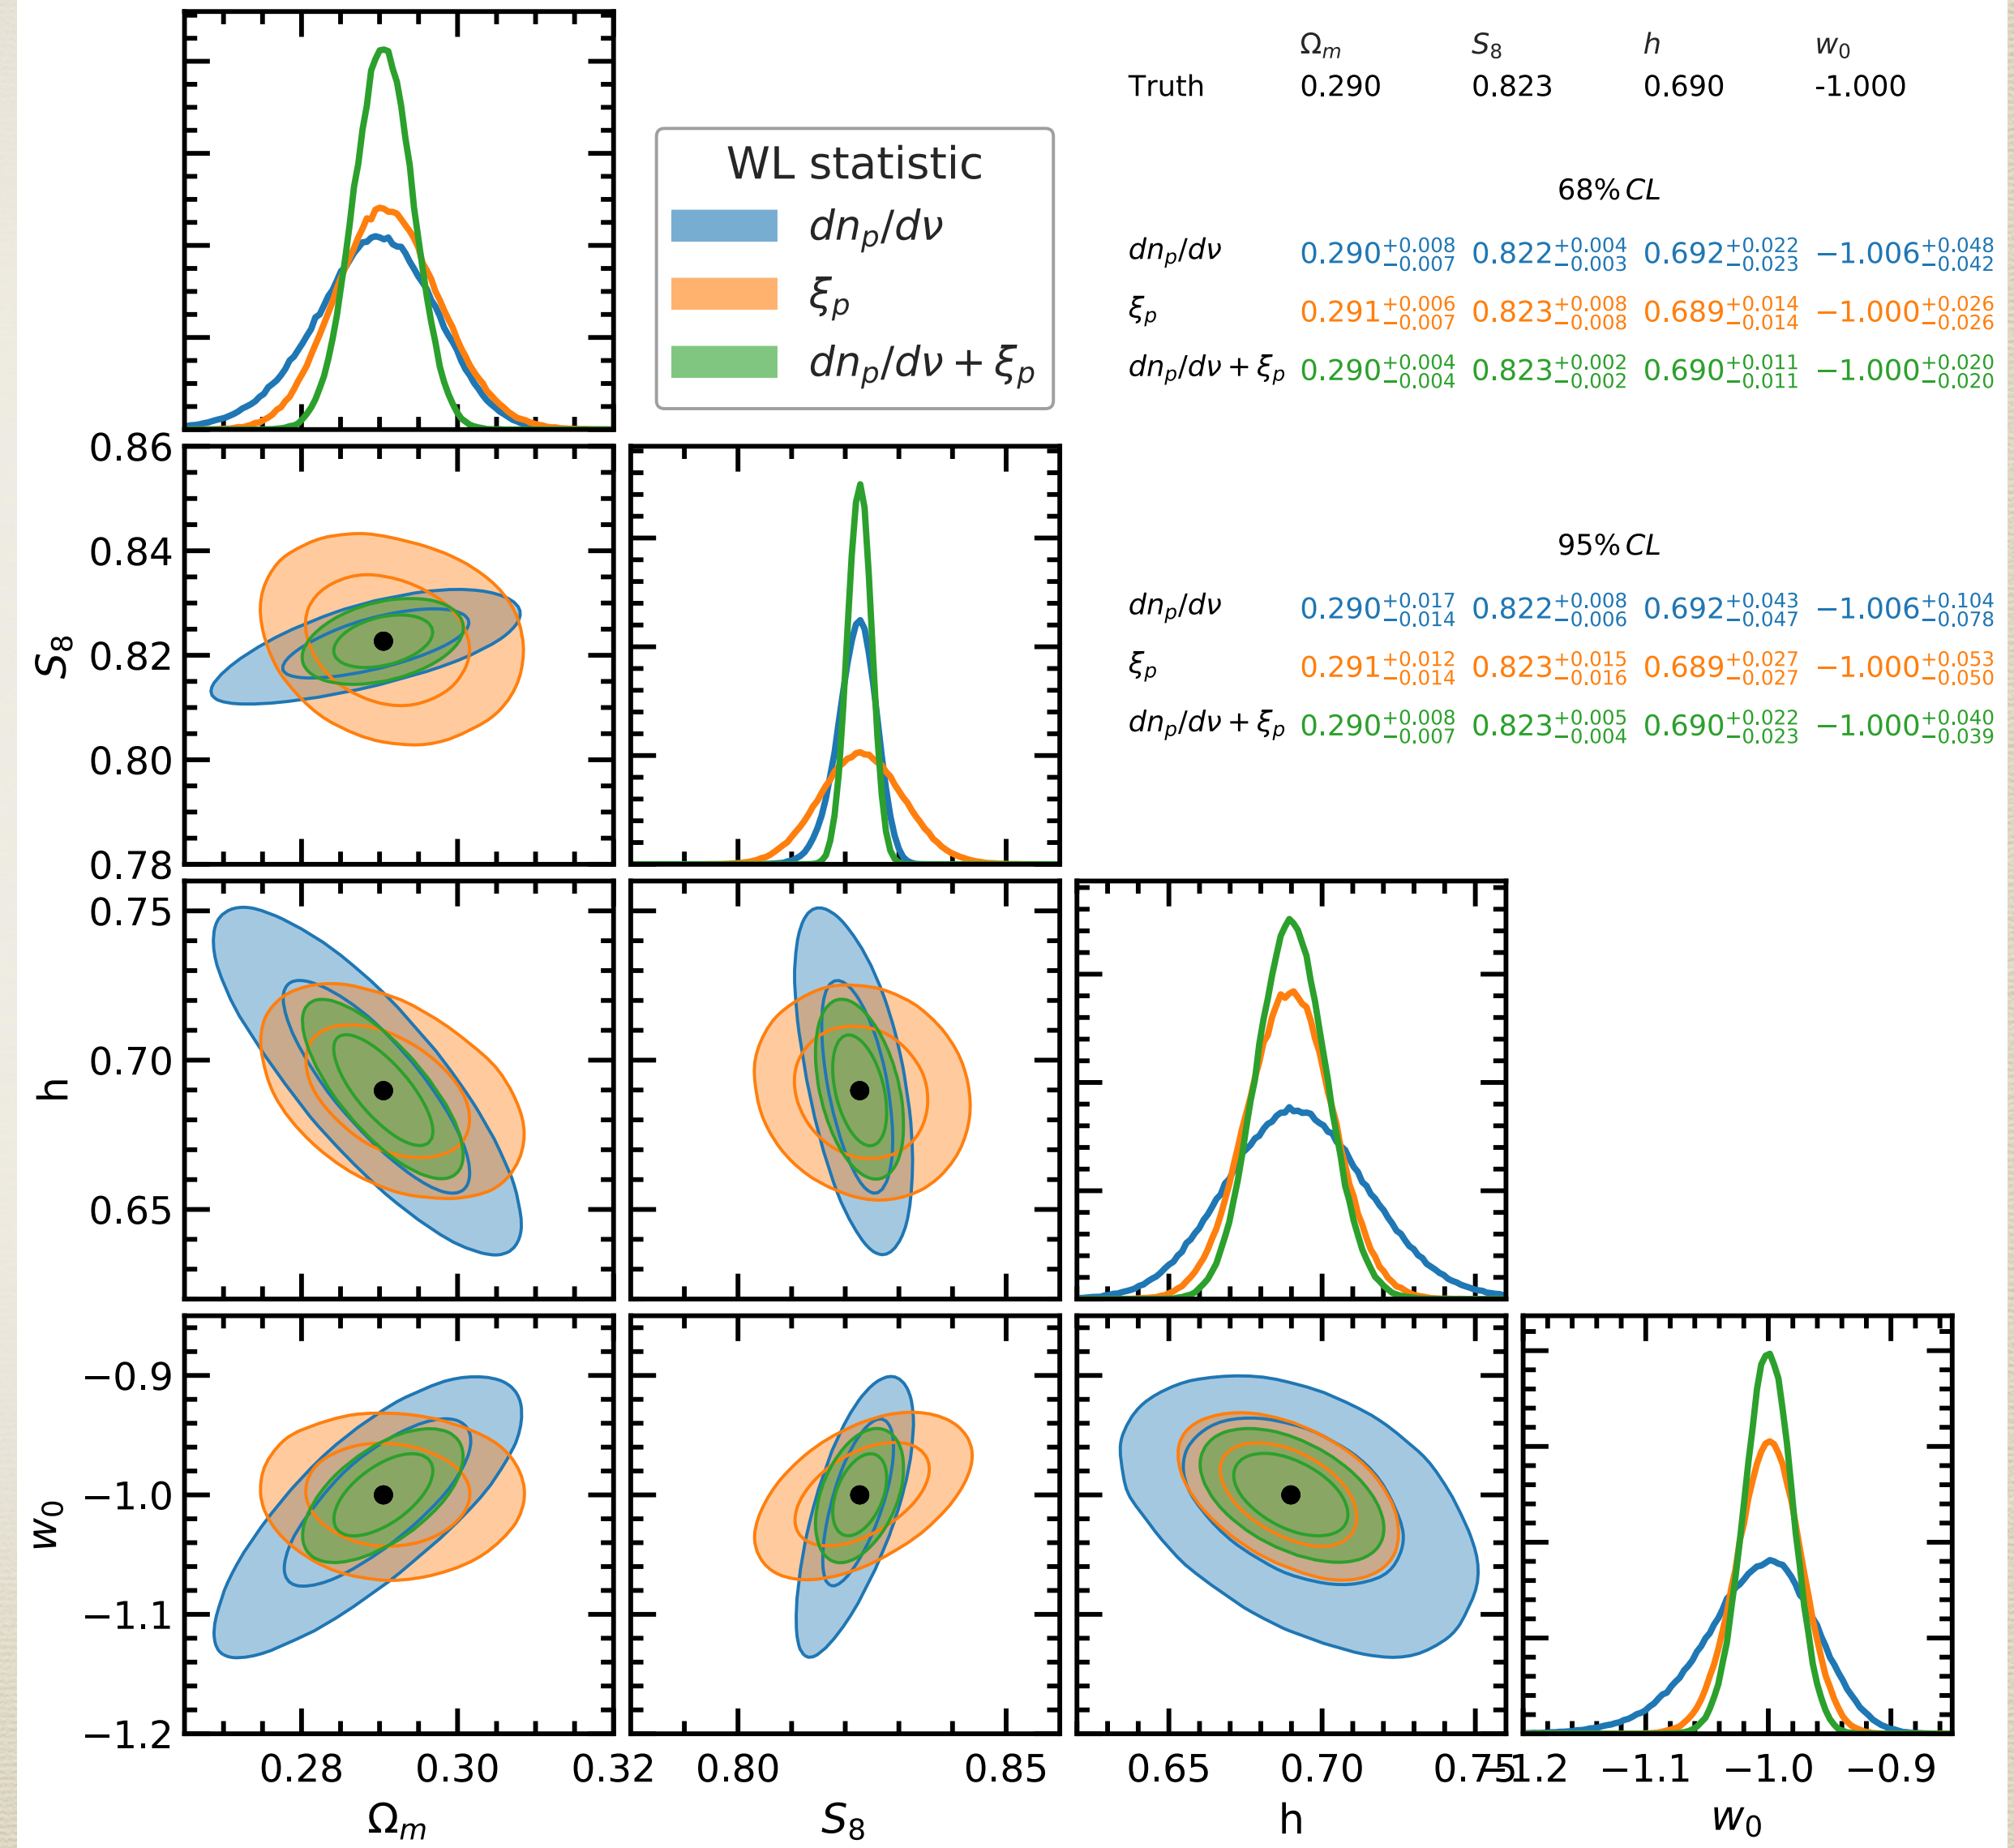 Ωm S8 h w0
Truth 0.290 0.823 0.690 -1.000
WL statistic
dnp/dν
ξp
dnp/dν + ξp
68% CL
dnp/dν 0.290+0.008−0.007 0.822+0.004−0.003 0.692+0.022−0.023 −1.006+0.048−0.042
ξp 0.291+0.006−0.007 0.823+0.008−0.008 0.689+0.014−0.014 −1.000+0.026−0.026
dnp/dν + ξp 0.290+0.004−0.004 0.823+0.002−0.002 0.690+0.011−0.011 −1.000+0.020−0.020
95% CL
dnp/dν 0.290+0.017−0.014 0.822+0.008−0.006 0.692+0.043−0.047 −1.006+0.104−0.078
ξp 0.291+0.012−0.014 0.823+0.015−0.016 0.689+0.027−0.027 −1.000+0.053−0.050
dnp/dν + ξp 0.290+0.008−0.007 0.823+0.005−0.004 0.690+0.022−0.023 −1.000+0.040−0.039
0.86
0.84
0.82
0.80
0.78
S8
0.75
0.70
0.65
h
−0.9
−1.0
−1.1
−1.2
w0
0.28 0.30 0.32 0.80 0.85 0.65 0.70 0.75 −1.2 −1.1 −1.0 −0.9
Ωm S8 h w0